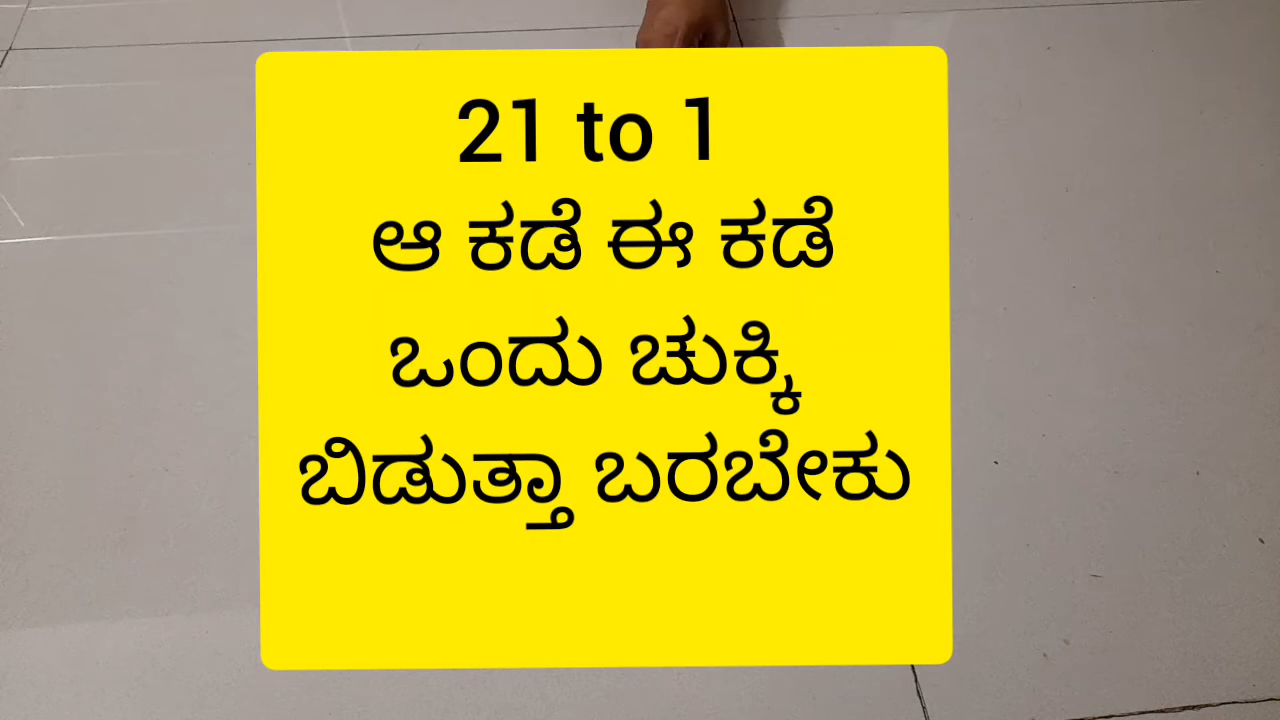 21 to 1
ಆ ಕಡೆ ಈ ಕಡೆ
ಒಂದು ಚುಕ್ಕಿ
ಬಿಡುತ್ತಾ ಬರಬೇಕು